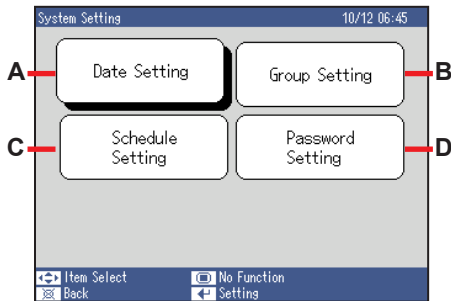 System Setting 10/12 06:45
A Date Setting Group Setting B
C Schedule Setting Password Setting D
Item Select No Function
Back Setting